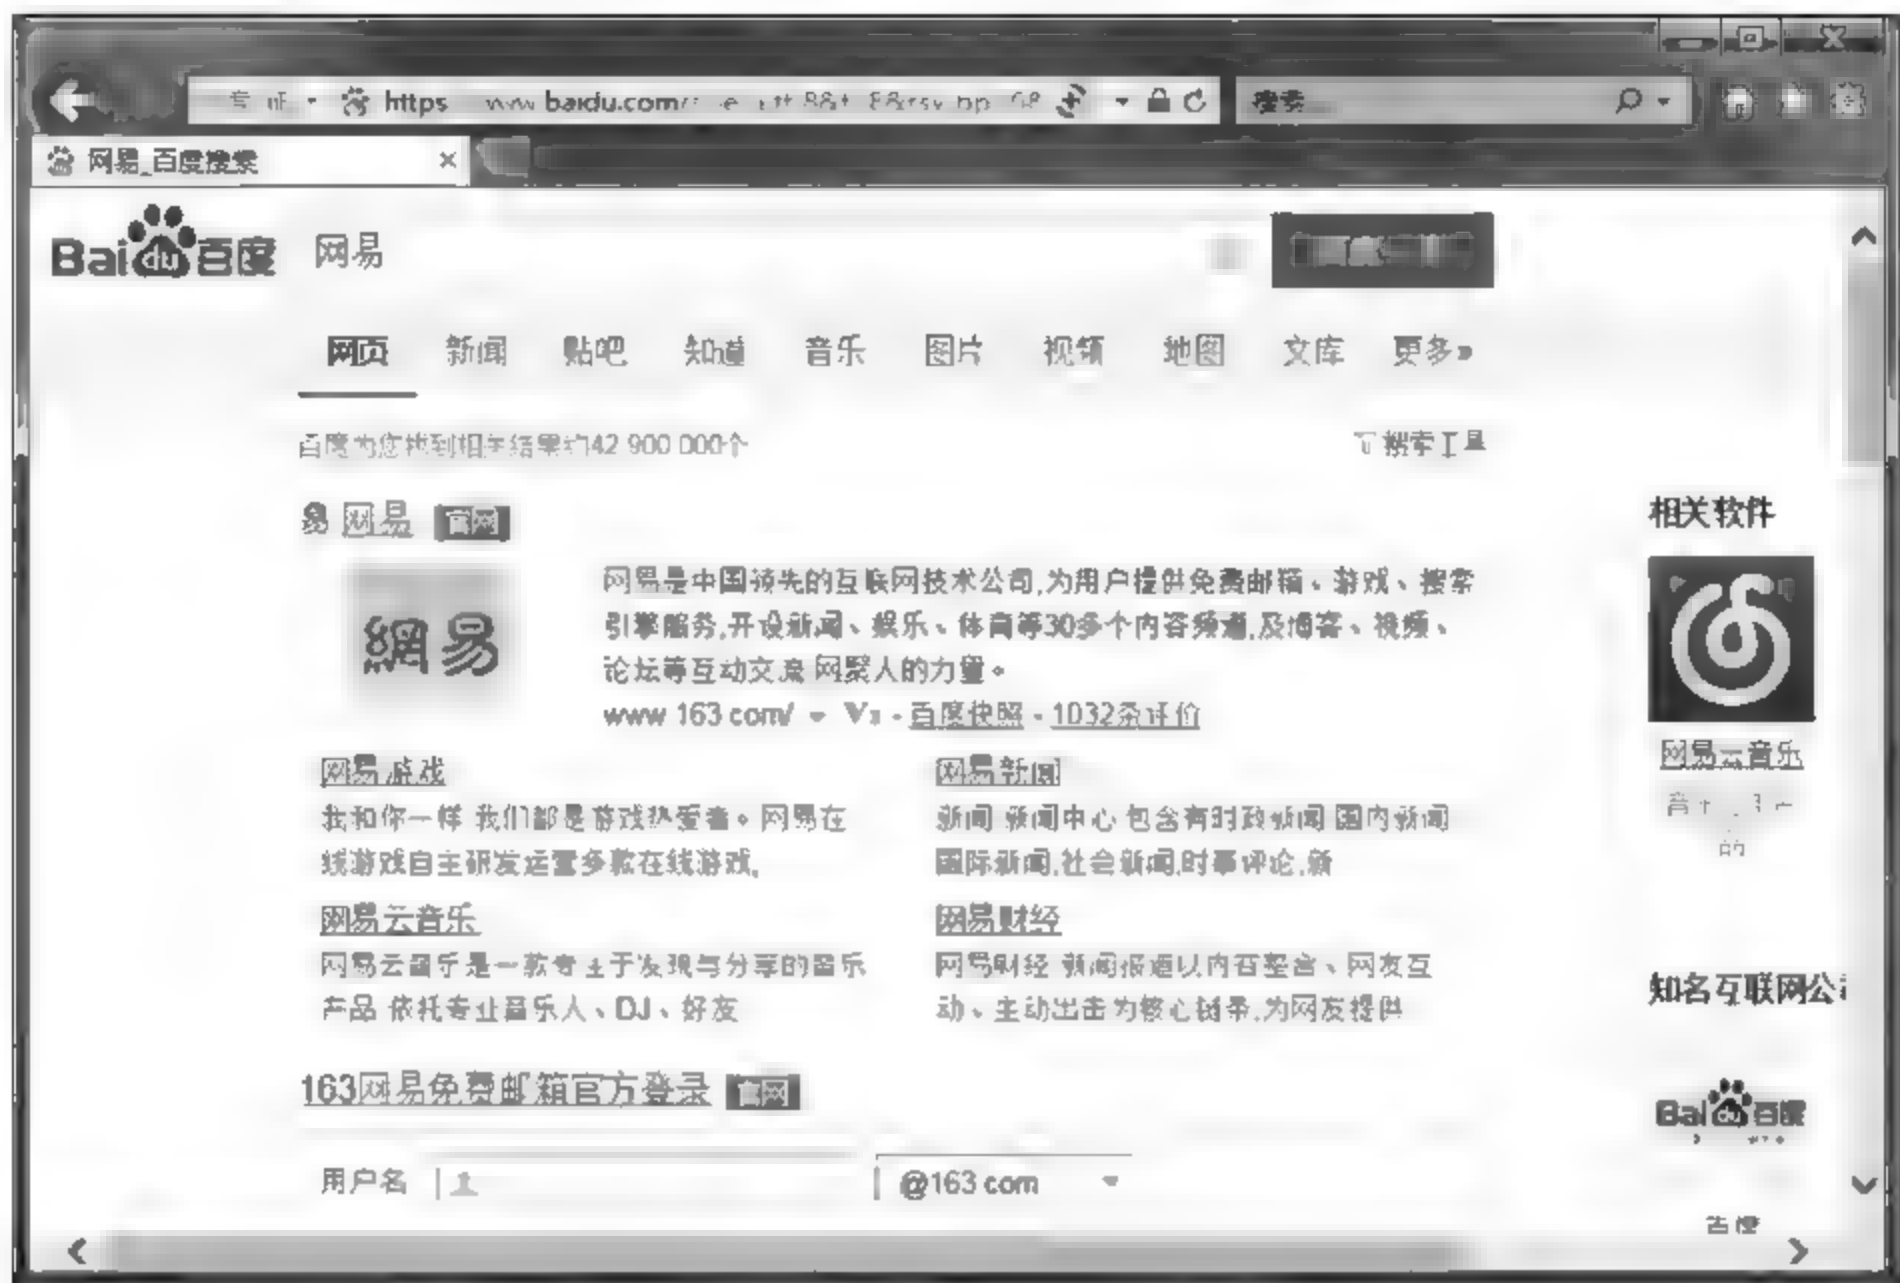 https www.baidu.com
搜索...
网易_百度搜索
Bai du 百度
网易
网页 新闻 贴吧 知道 音乐 图片 视频 地图 文库 更多»
百度为您找到相关结果约42 900 000个
搜索工具
易 网易 官网
網易
网易是中国领先的互联网技术公司,为用户提供免费邮箱、游戏、搜索
引擎服务,开设新闻、娱乐、体育等30多个内容频道,及博客、视频、
论坛等互动交流 网聚人的力量。
www 163 com/ - 百度快照 - 1032条评价
网易游戏
我和你一样 我们都是游戏热爱者。网易在
线游戏自主研发运营多款在线游戏,
网易新闻
新闻 新闻中心 包含有时政新闻 国内新闻
国际新闻,社会新闻,时事评论,新
网易云音乐
网易云音乐是一款专注于发现与分享的音乐
产品 依托专业音乐人、DJ、好友
网易财经
网易财经 新闻报道以内容整合、网友互
动、主动出击为核心链条,为网友提供
163网易免费邮箱官方登录 官网
用户名
@163 com
相关软件
网易云音乐
的
知名互联网公司
Bai du 百度
百度